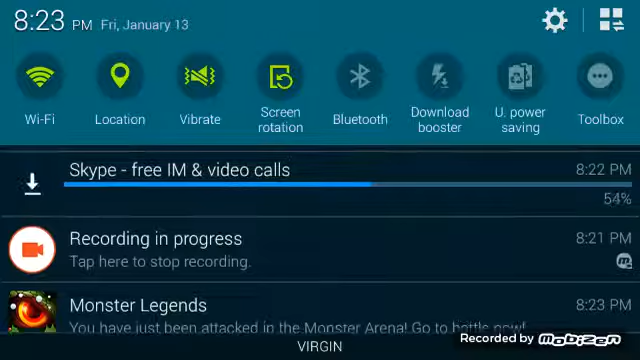 8:23 PM Fri, January 13
Wi-Fi
Location
Vibrate
Screen
rotation
Bluetooth
Download
booster
U. power
saving
Toolbox
Skype - free IM & video calls 8:22 PM
54%
Recording in progress 8:21 PM
Tap here to stop recording.
Monster Legends 8:23 PM
You have just been attacked in the Monster Arena! Go to battle now!
Recorded by Mobizen
VIRGIN